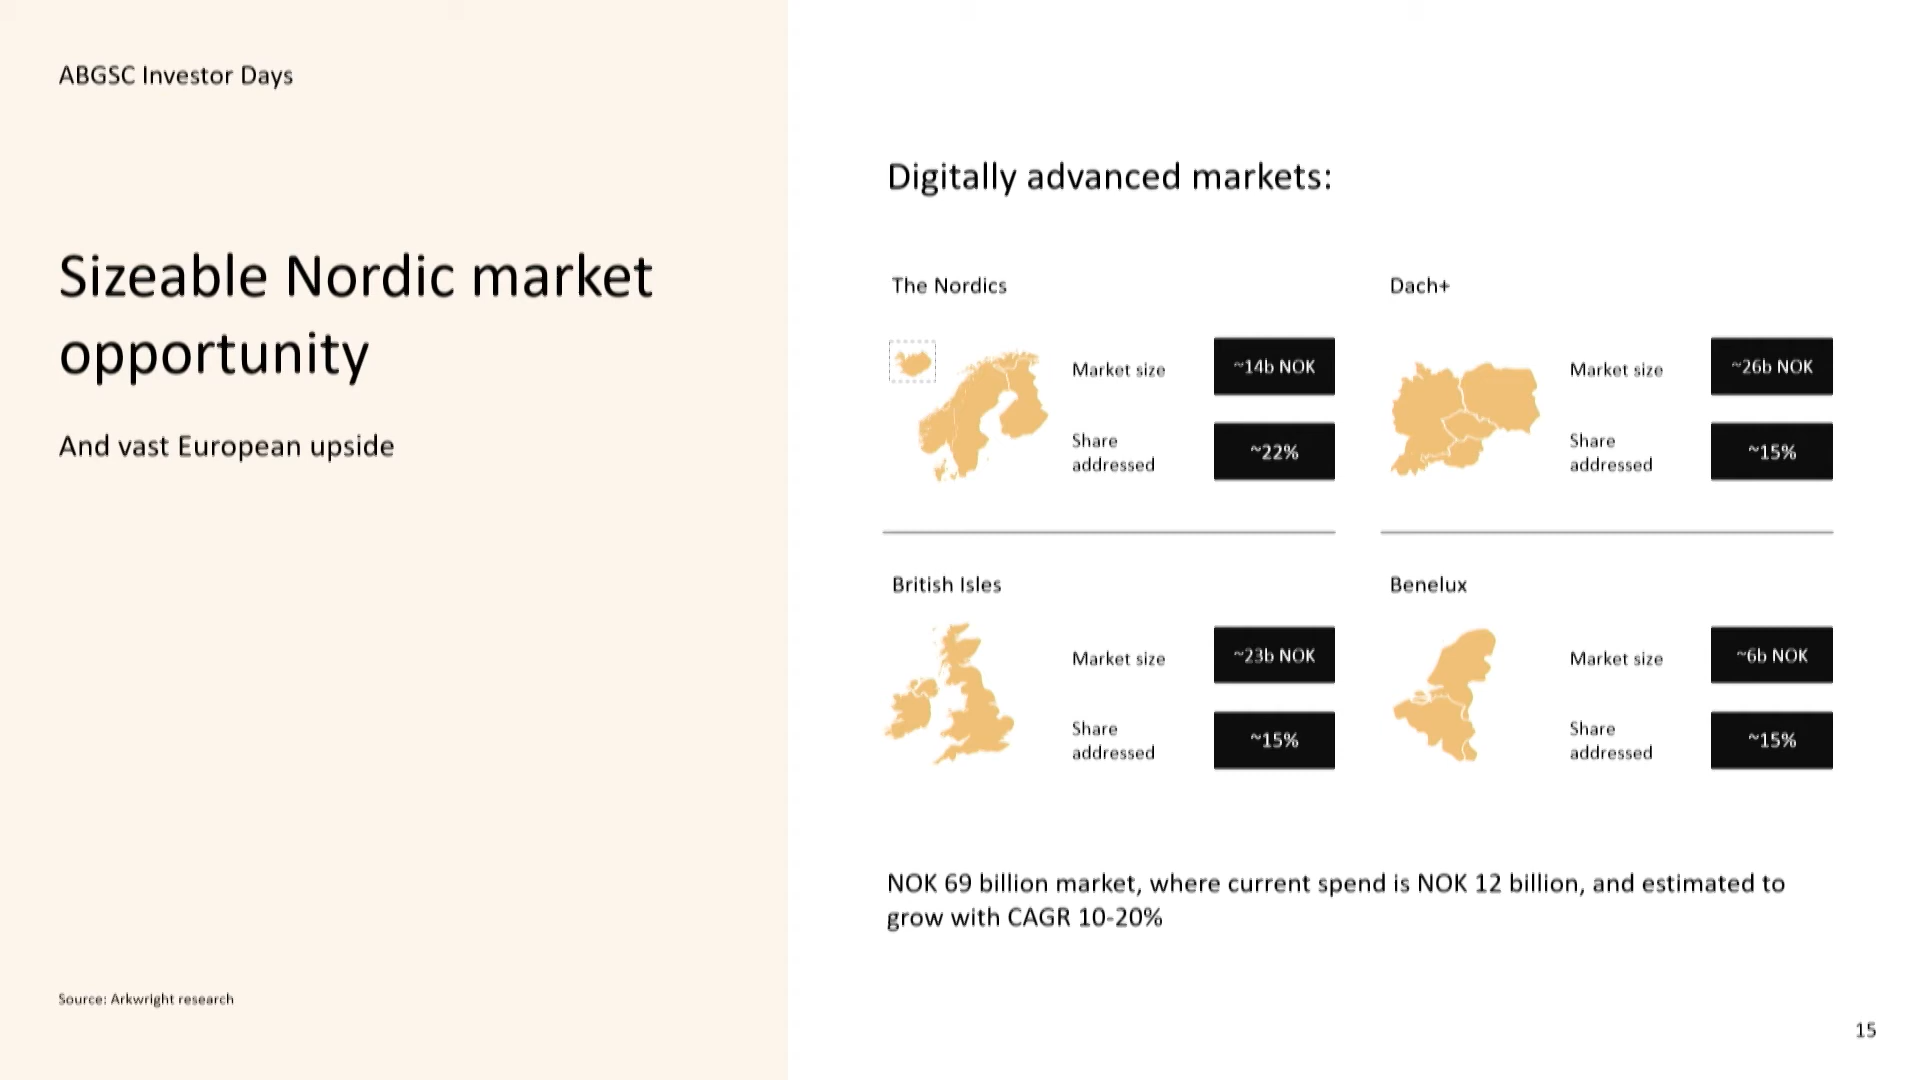 ABGSC Investor Days
Sizeable Nordic market
opportunity
And vast European upside
Source: Arkwright research
Digitally advanced markets:
The Nordics
Market size
~14b NOK
Share
addressed
~22%
Dach+
Market size
~26b NOK
Share
addressed
~15%
British Isles
Market size
~23b NOK
Share
addressed
~15%
Benelux
Market size
~6b NOK
Share
addressed
~15%
NOK 69 billion market, where current spend is NOK 12 billion, and estimated to
grow with CAGR 10-20%
15